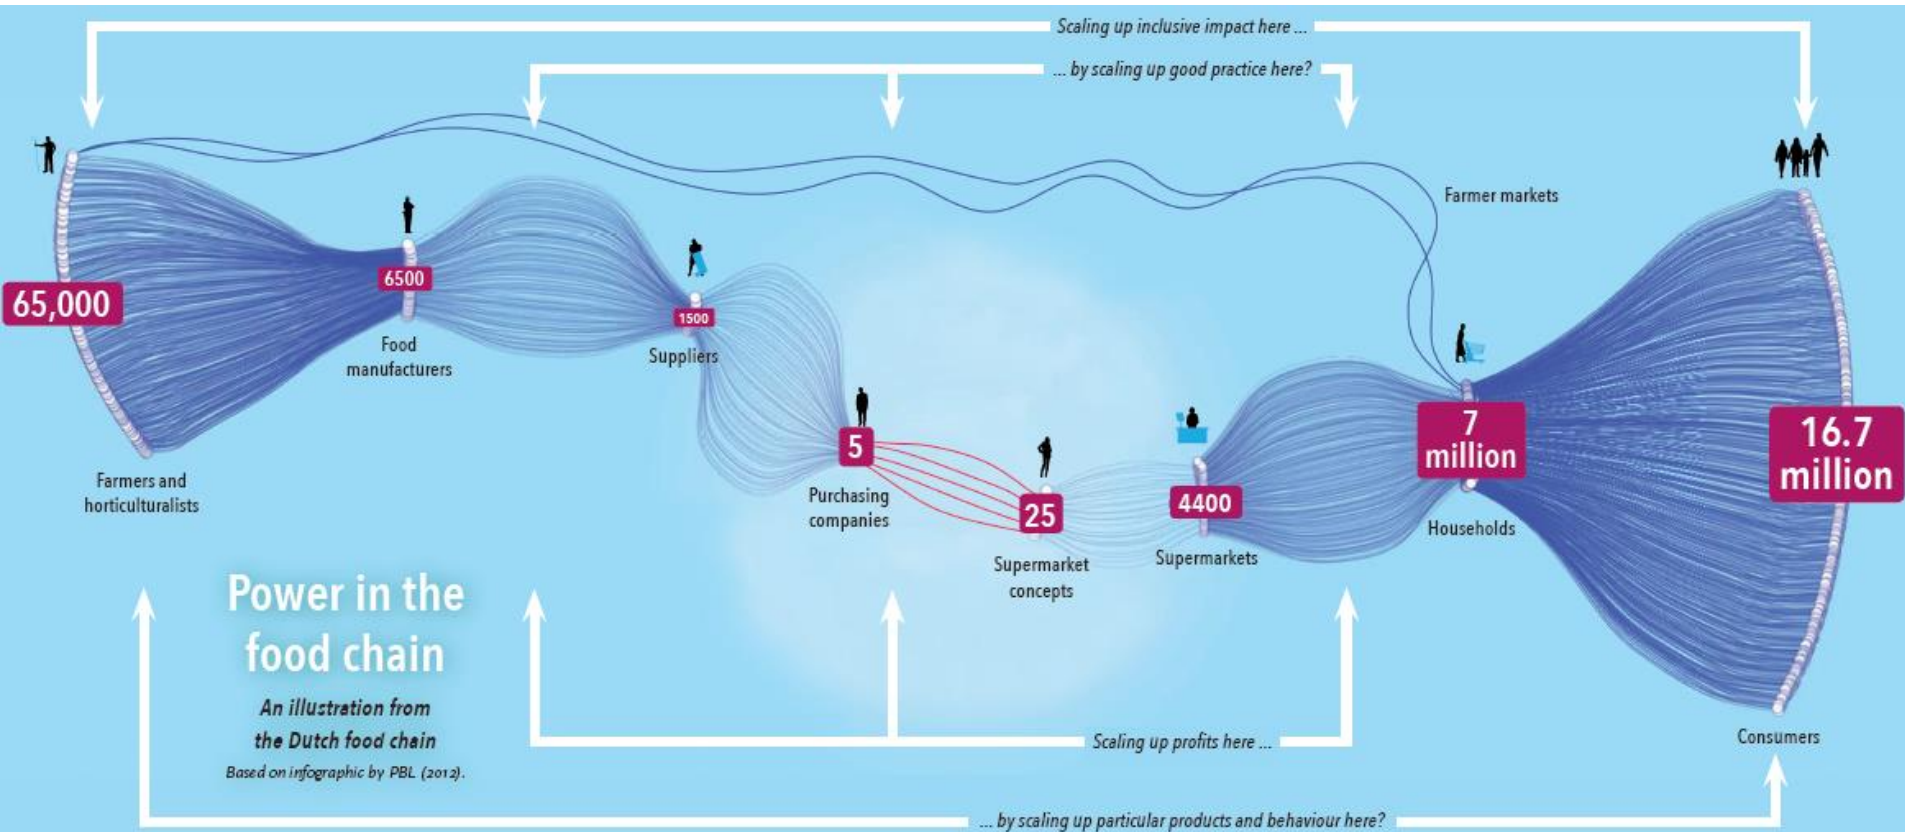 Scaling up inclusive impact here ...
... by scaling up good practice here?
Farmer markets
65,000
Farmers and
horticulturalists
6500
Food
manufacturers
1500
Suppliers
5
Purchasing
companies
25
Supermarket
concepts
4400
Supermarkets
7
million
Households
16.7
million
Consumers
Power in the
food chain
An illustration from
the Dutch food chain
Based on infographic by PBL (2012).
Scaling up profits here ...
... by scaling up particular products and behaviour here?